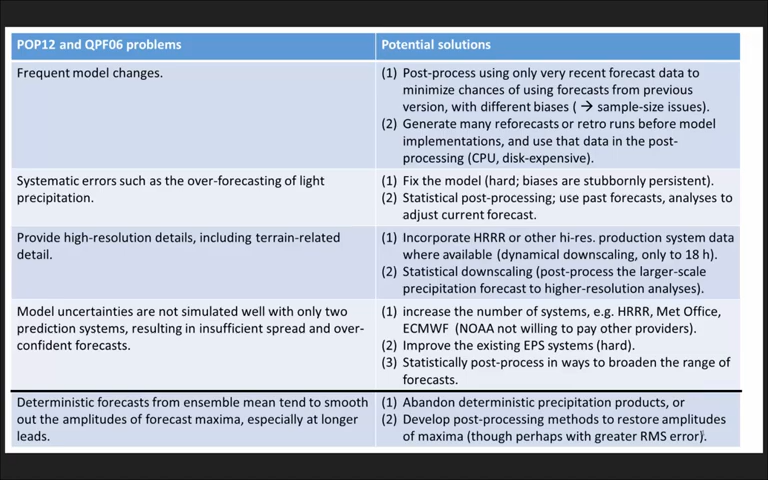 POP12 and QPF06 problems
Potential solutions
Frequent model changes.
(1) Post-process using only very recent forecast data to
minimize chances of using forecasts from previous
version, with different biases ( → sample-size issues).
(2) Generate many reforecasts or retro runs before model
implementations, and use that data in the post-
processing (CPU, disk-expensive).
Systematic errors such as the over-forecasting of light
precipitation.
(1) Fix the model (hard; biases are stubbornly persistent).
(2) Statistical post-processing; use past forecasts, analyses to
adjust current forecast.
Provide high-resolution details, including terrain-related
detail.
(1) Incorporate HRRR or other hi-res. production system data
where available (dynamical downscaling, only to 18 h).
(2) Statistical downscaling (post-process the larger-scale
precipitation forecast to higher-resolution analyses).
Model uncertainties are not simulated well with only two
prediction systems, resulting in insufficient spread and over-
confident forecasts.
(1) increase the number of systems, e.g. HRRR, Met Office,
ECMWF (NOAA not willing to pay other providers).
(2) Improve the existing EPS systems (hard).
(3) Statistically post-process in ways to broaden the range of
forecasts.
Deterministic forecasts from ensemble mean tend to smooth
out the amplitudes of forecast maxima, especially at longer
leads.
(1) Abandon deterministic precipitation products, or
(2) Develop post-processing methods to restore amplitudes
of maxima (though perhaps with greater RMS error).